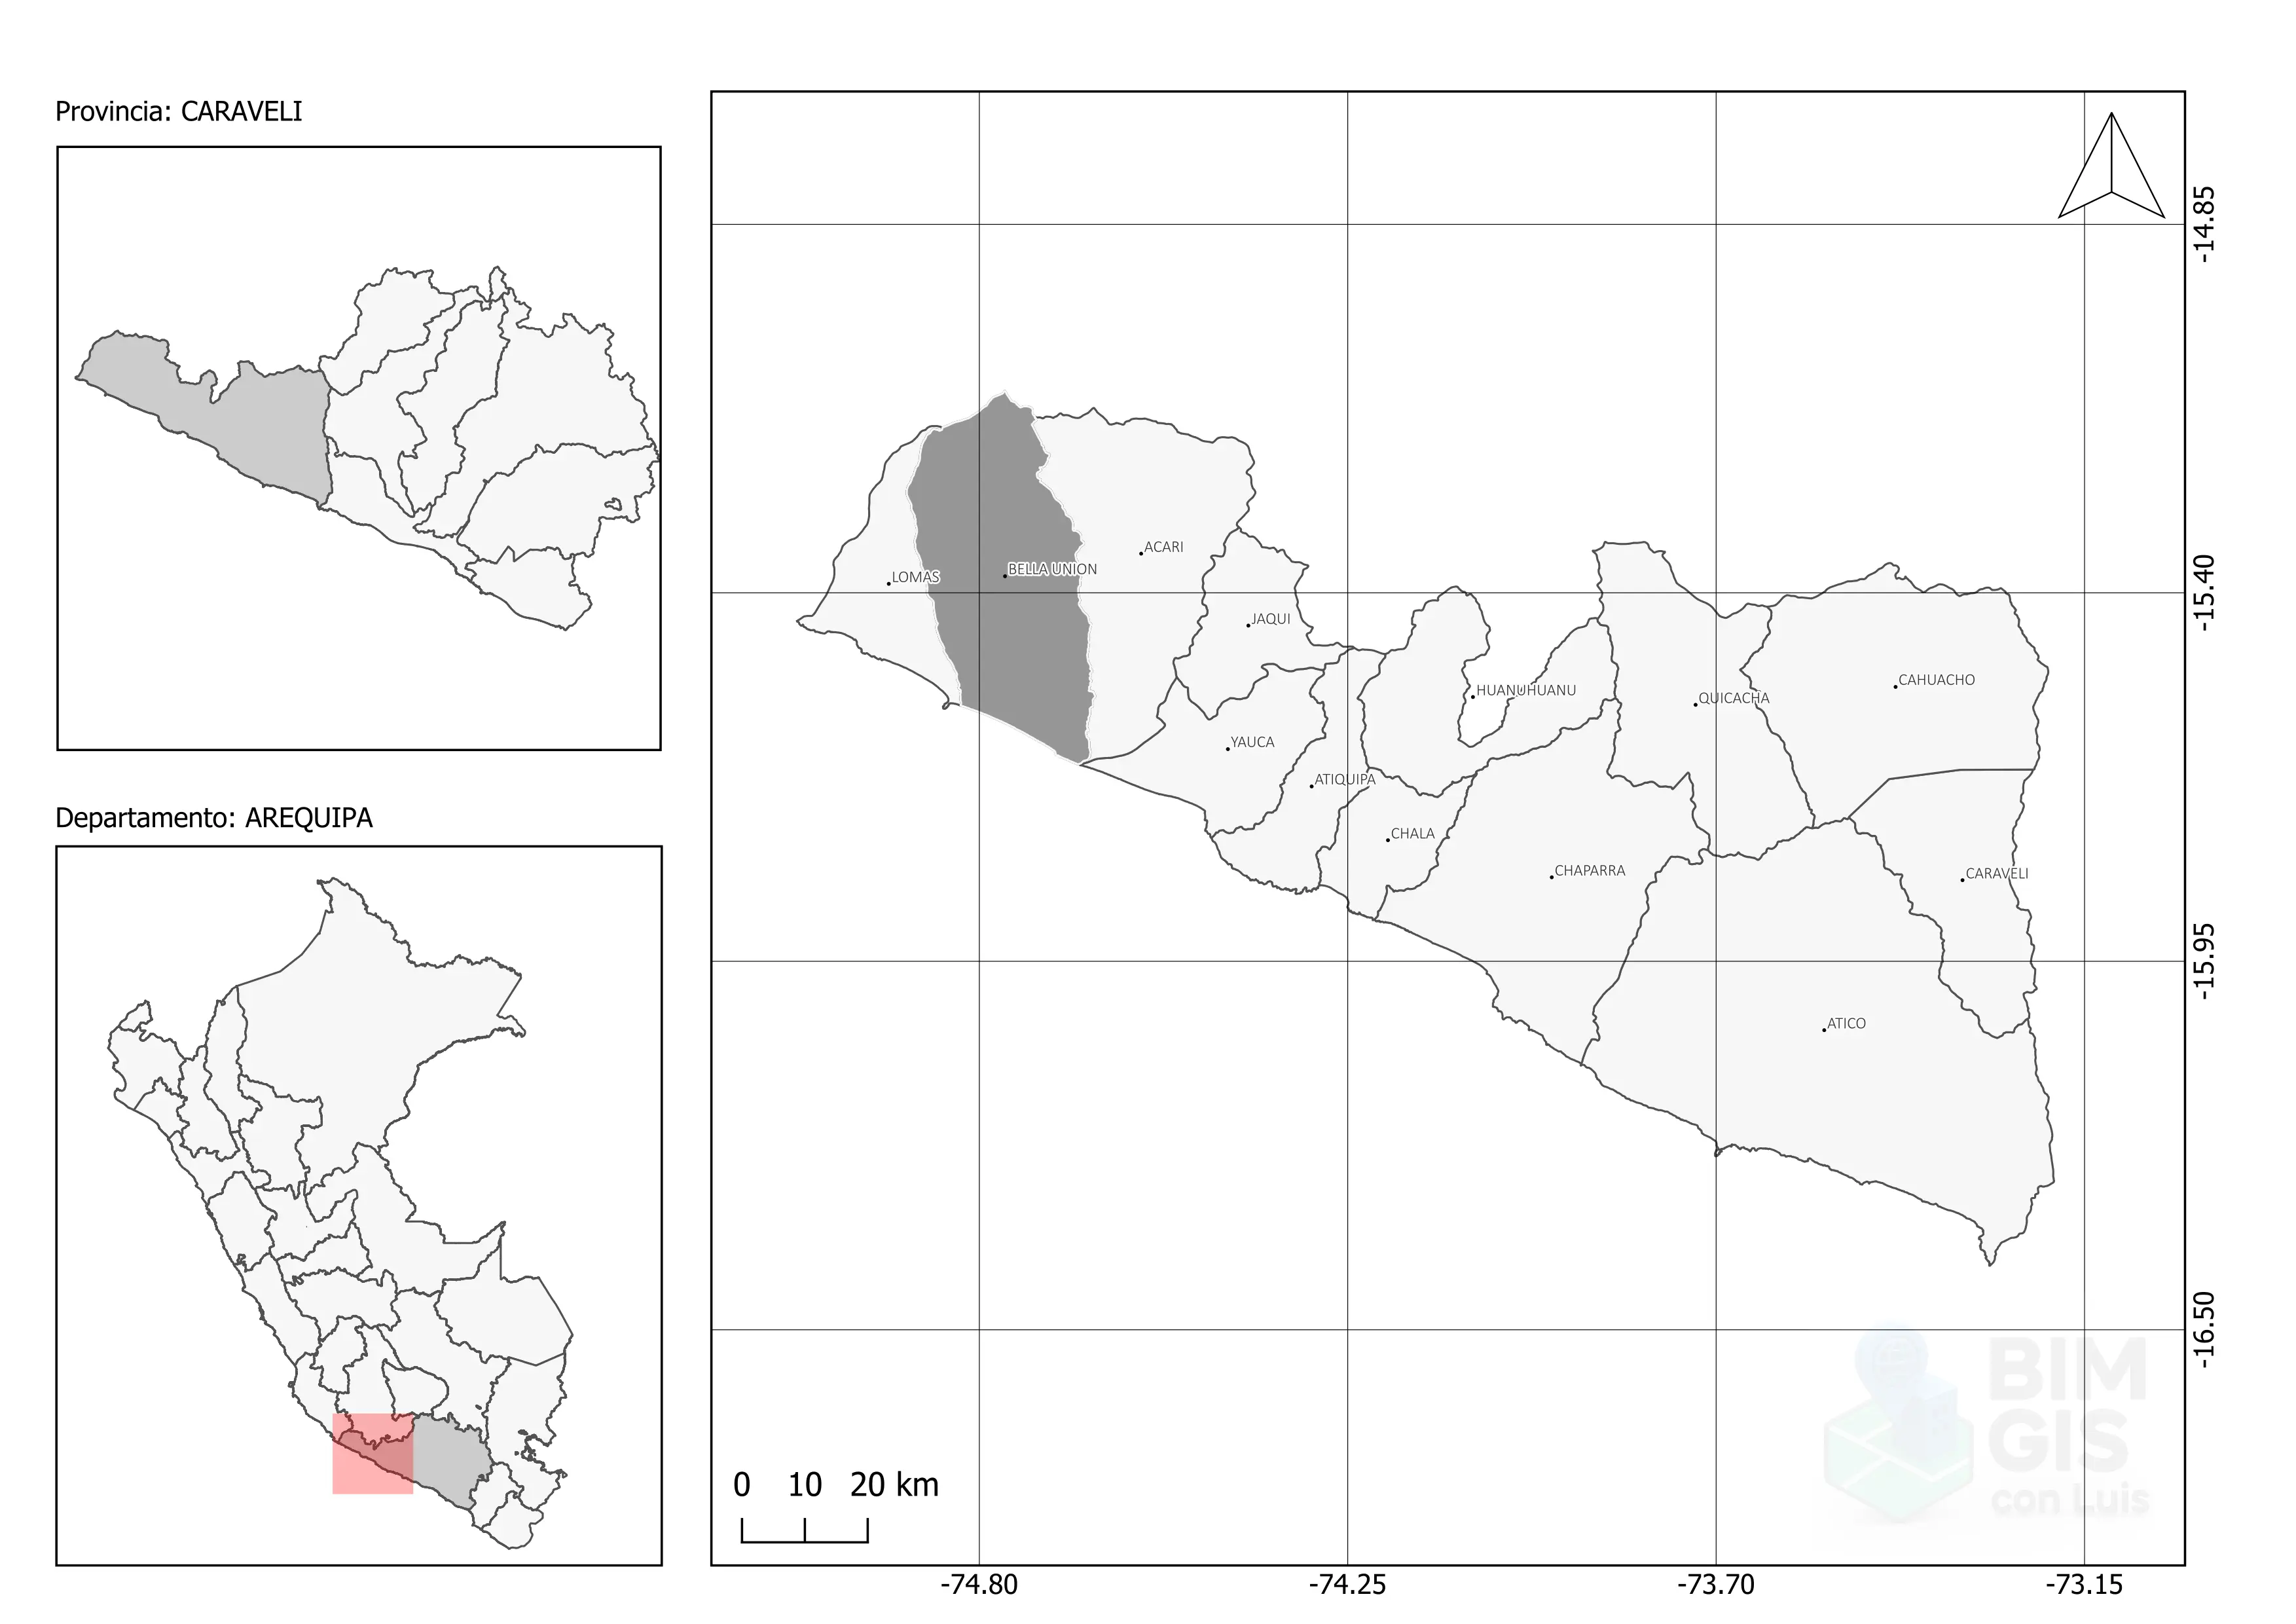 Provincia: CARAVELI
Departamento: AREQUIPA
LOMAS
BELLA UNION
ACARI
JAQUI
YAUCA
ATIQUIPA
HUANUHUANU
QUICACHA
CAHUACHO
CHALA
CHAPARRA
CARAVELI
ATICO
-14.85
-15.40
-15.95
-16.50
0 10 20 km
BIM
GIS
con Luis
-74.80 -74.25 -73.70 -73.15